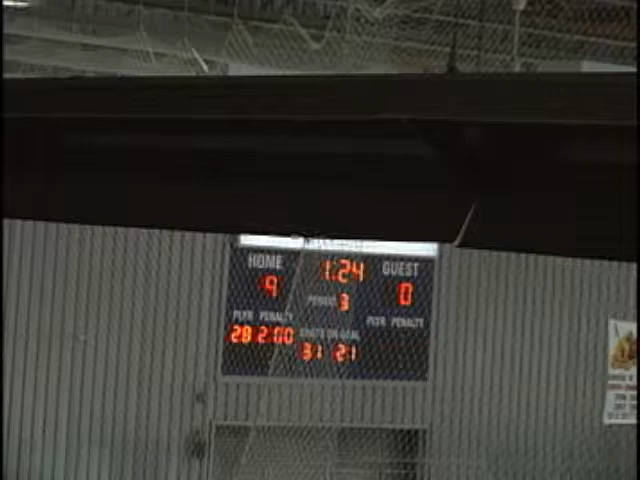 HOME 1:24 GUEST
9 PERIOD 3 0
PLYR PENALTY PLYR PENALTY
28 2:00 SHOTS ON GOAL
31 21